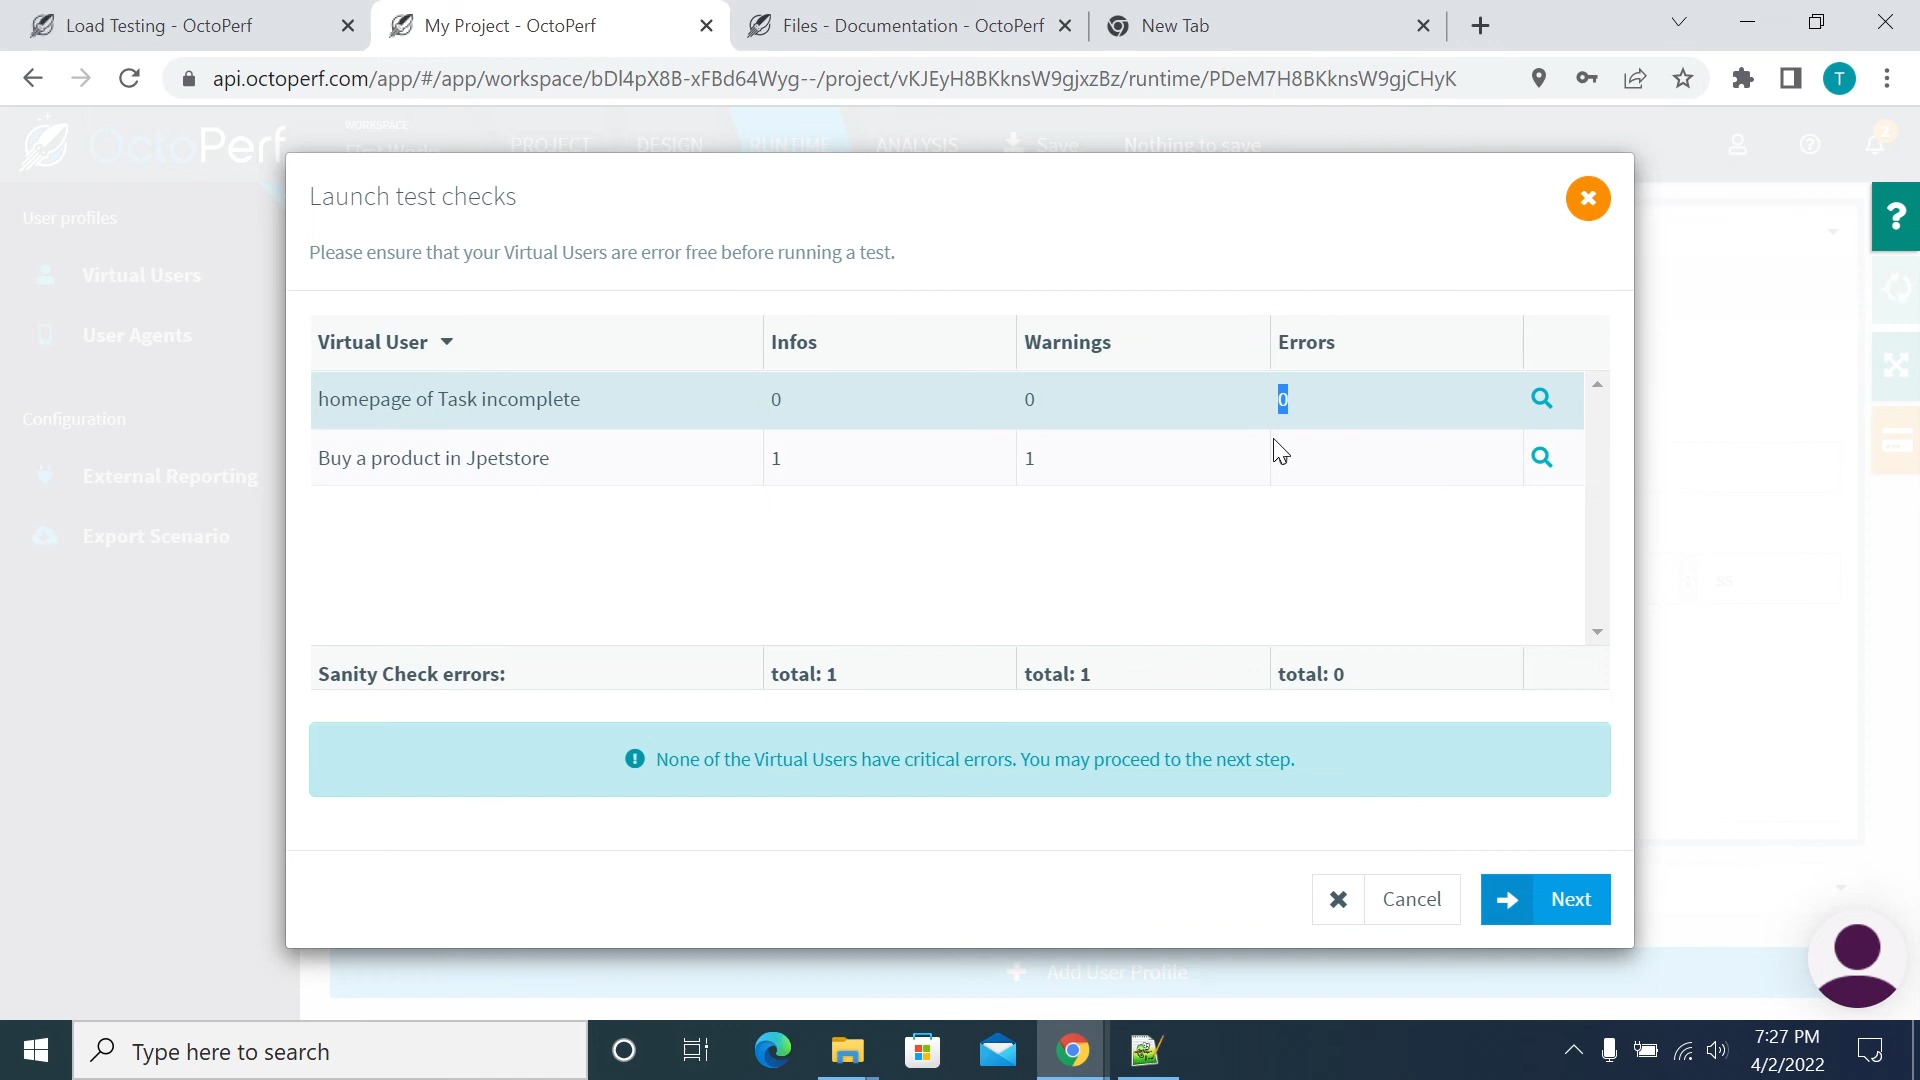 Load Testing - OctoPerf
My Project - OctoPerf
Files - Documentation - OctoPerf
New Tab
api.octoperf.com/app/#/app/workspace/bDl4pX8B-xFBd64Wyg--/project/vKJEyH8BKknsW9gjxzBz/runtime/PDeM7H8BKknsW9gjCHyK
T
OctoPerf
WORKSPACE
PROJECT
DESIGN
RUNTIME
ANALYSIS
Save
Nothing to save
2
Launch test checks
Please ensure that your Virtual Users are error free before running a test.
User profiles
Virtual Users
User Agents
Configuration
External Reporting
Export Scenario
Virtual User
Infos
Warnings
Errors
homepage of Task incomplete
0
0
0
Buy a product in Jpetstore
1
1
Sanity Check errors:
total: 1
total: 1
total: 0
ss
None of the Virtual Users have critical errors. You may proceed to the next step.
Cancel
Next
Add User Profile
Type here to search
7:27 PM
4/2/2022